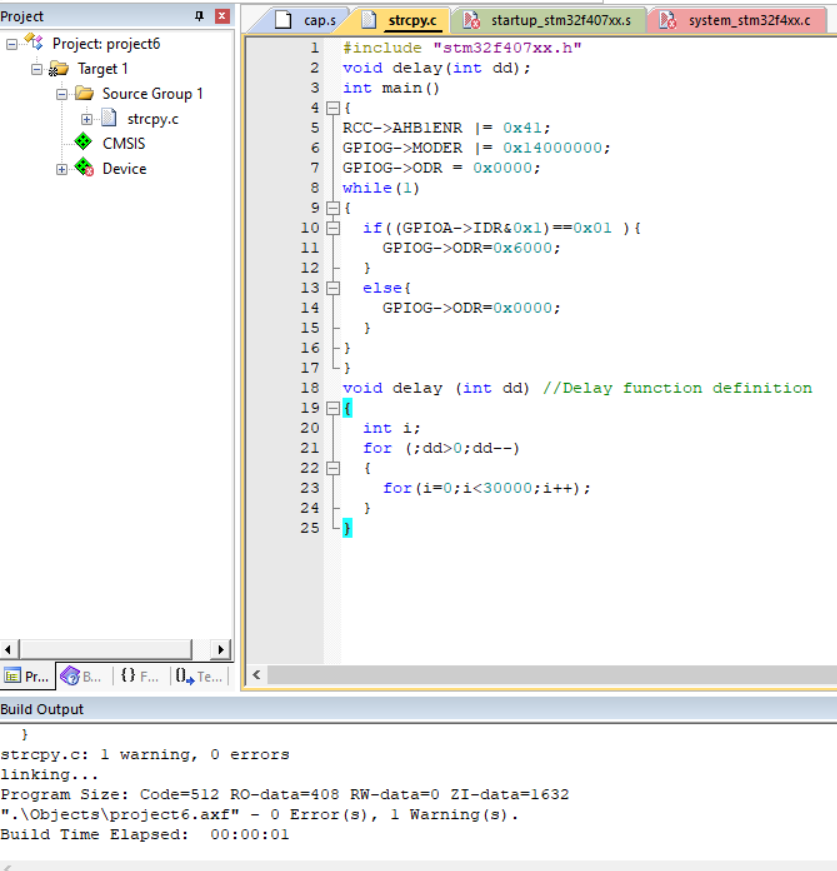 Project
Project: project6
Target 1
Source Group 1
strcpy.c
CMSIS
Device
Pr... B... {} F... 0 Te...
cap.s strcpy.c startup_stm32f407xx.s system_stm32f4xx.c
1 #include "stm32f407xx.h"
2 void delay(int dd);
3 int main()
4 {
5 RCC->AHB1ENR |= 0x41;
6 GPIOG->MODER |= 0x14000000;
7 GPIOG->ODR = 0x0000;
8 while(1)
9 {
10 if((GPIOA->IDR&0x1)==0x01 ){
11 GPIOG->ODR=0x6000;
12 }
13 else{
14 GPIOG->ODR=0x0000;
15 }
16 }
17 }
18 void delay (int dd) //Delay function definition
19 {
20 int i;
21 for (;dd>0;dd--)
22 {
23 for(i=0;i<30000;i++);
24 }
25 }
Build Output
}
strcpy.c: 1 warning, 0 errors
linking...
Program Size: Code=512 RO-data=408 RW-data=0 ZI-data=1632
".\Objects\project6.axf" - 0 Error(s), 1 Warning(s).
Build Time Elapsed: 00:00:01